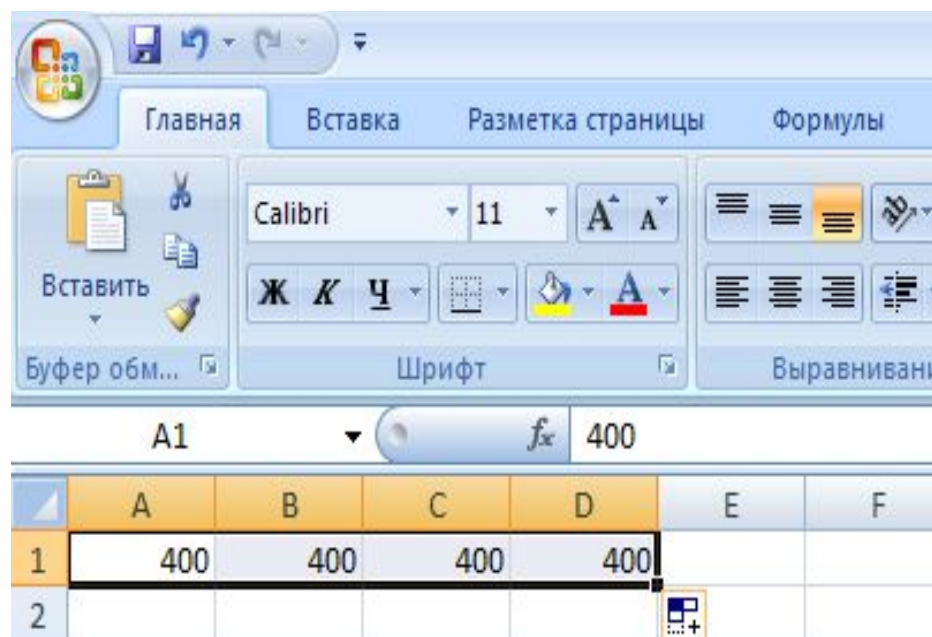 Главная Вставка Разметка страницы Формулы
Calibri 11 A A
Вставить
Ж К Ч A
Буфер обм... Шрифт Выравнивани
A1 fx 400
A B C D E F
1 400 400 400 400
2